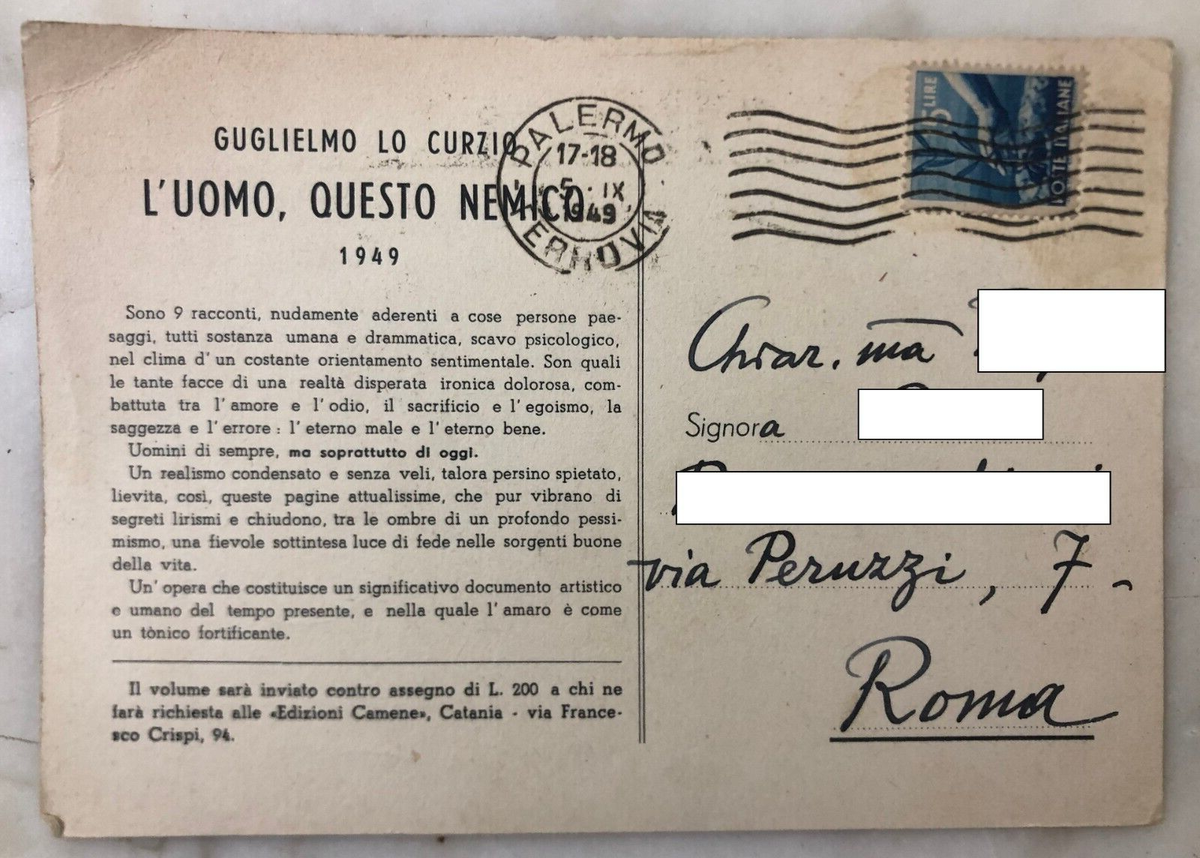 GUGLIELMO LO CURZIO
L'UOMO, QUESTO NEMICO
1949
Sono 9 racconti, nudamente aderenti a cose persone pae-
saggi, tutti sostanza umana e drammatica, scavo psicologico,
nel clima d' un costante orientamento sentimentale. Son quali
le tante facce di una realtà disperata ironica dolorosa, com-
battuta tra l' amore e l' odio, il sacrificio e l' egoismo, la
saggezza e l' errore : l' eterno male e l' eterno bene.
Uomini di sempre, ma soprattutto di oggi.
Un realismo condensato e senza veli, talora persino spietato,
lievita, così, queste pagine attualissime, che pur vibrano di
segreti lirismi e chiudono, tra le ombre di un profondo pessi-
mismo, una fievole sottintesa luce di fede nelle sorgenti buone
della vita.
Un' opera che costituisce un significativo documento artistico
e umano del tempo presente, e nella quale l' amaro è come
un tònico fortificante.
Il volume sarà inviato contro assegno di L. 200 a chi ne
farà richiesta alle «Edizioni Camene», Catania - via France-
sco Crispi, 94.
PALERMO
17-18
5 · IX
1949
FERROVIA
5 LIRE
POSTE ITALIANE
Chiar.ma
Signora
via Peruzzi, 7 -
Roma